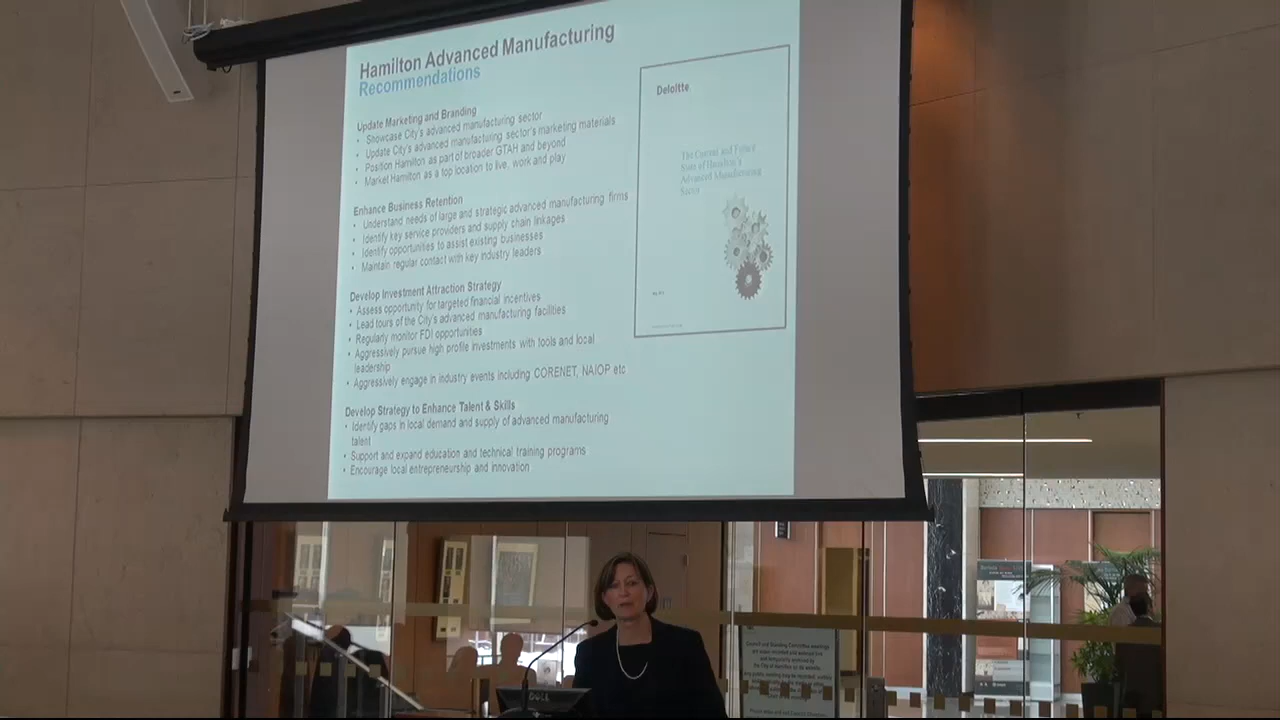 Hamilton Advanced Manufacturing
Recommendations
Update Marketing and Branding
• Showcase City's advanced manufacturing sector
• Update City's advanced manufacturing sector's marketing materials
• Position Hamilton as part of broader GTAH and beyond
• Market Hamilton as a top location to live, work and play
Enhance Business Retention
• Understand needs of large and strategic advanced manufacturing firms
• Identify key service providers and supply chain linkages
• Identify opportunities to assist existing businesses
• Maintain regular contact with key industry leaders
Develop Investment Attraction Strategy
• Assess opportunity for targeted financial incentives
• Lead tours of the City's advanced manufacturing facilities
• Regularly monitor FDI opportunities
• Aggressively pursue high profile investments with tools and local
leadership
• Aggressively engage in industry events including CORENET, NAIOP etc
Develop Strategy to Enhance Talent & Skills
• Identify gaps in local demand and supply of advanced manufacturing
talent
• Support and expand education and technical training programs
• Encourage local entrepreneurship and innovation
Deloitte
The Current and Future
State of Hamilton's
Advanced Manufacturing
Sector
Council and Standing Committee meetings